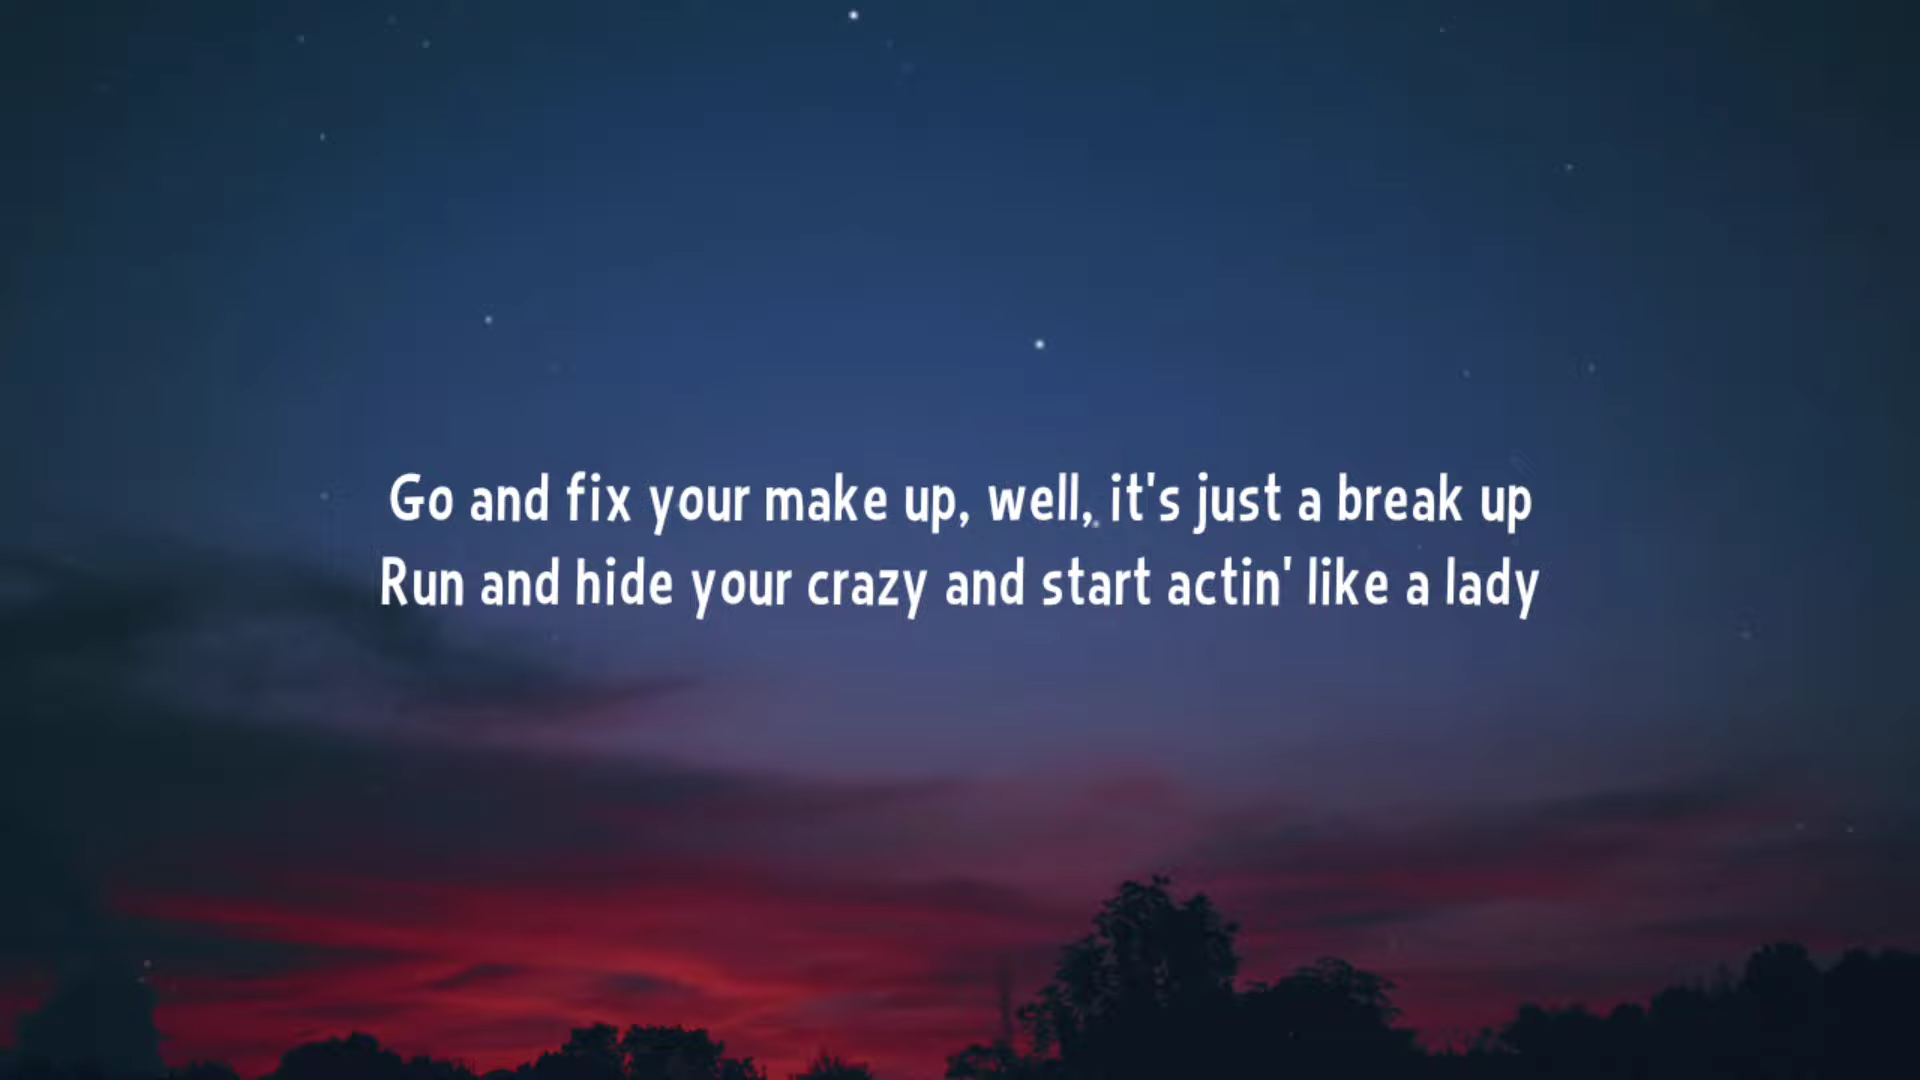 Go and fix your make up, well, it's just a break up
Run and hide your crazy and start actin' like a lady